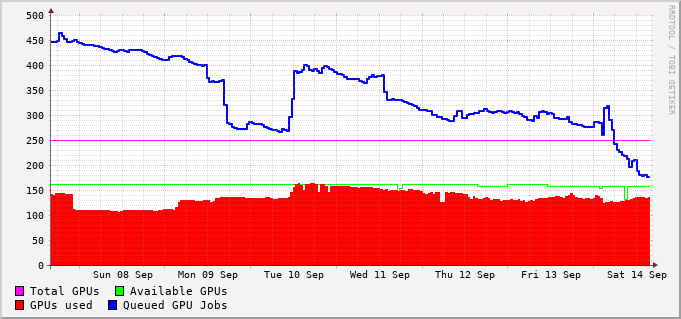 500
450
400
350
300
250
200
150
100
50
0
Sun 08 Sep Mon 09 Sep Tue 10 Sep Wed 11 Sep Thu 12 Sep Fri 13 Sep Sat 14 Sep
Total GPUs Available GPUs
GPUs used Queued GPU Jobs
RRDTOOL / TOBI OETIKER